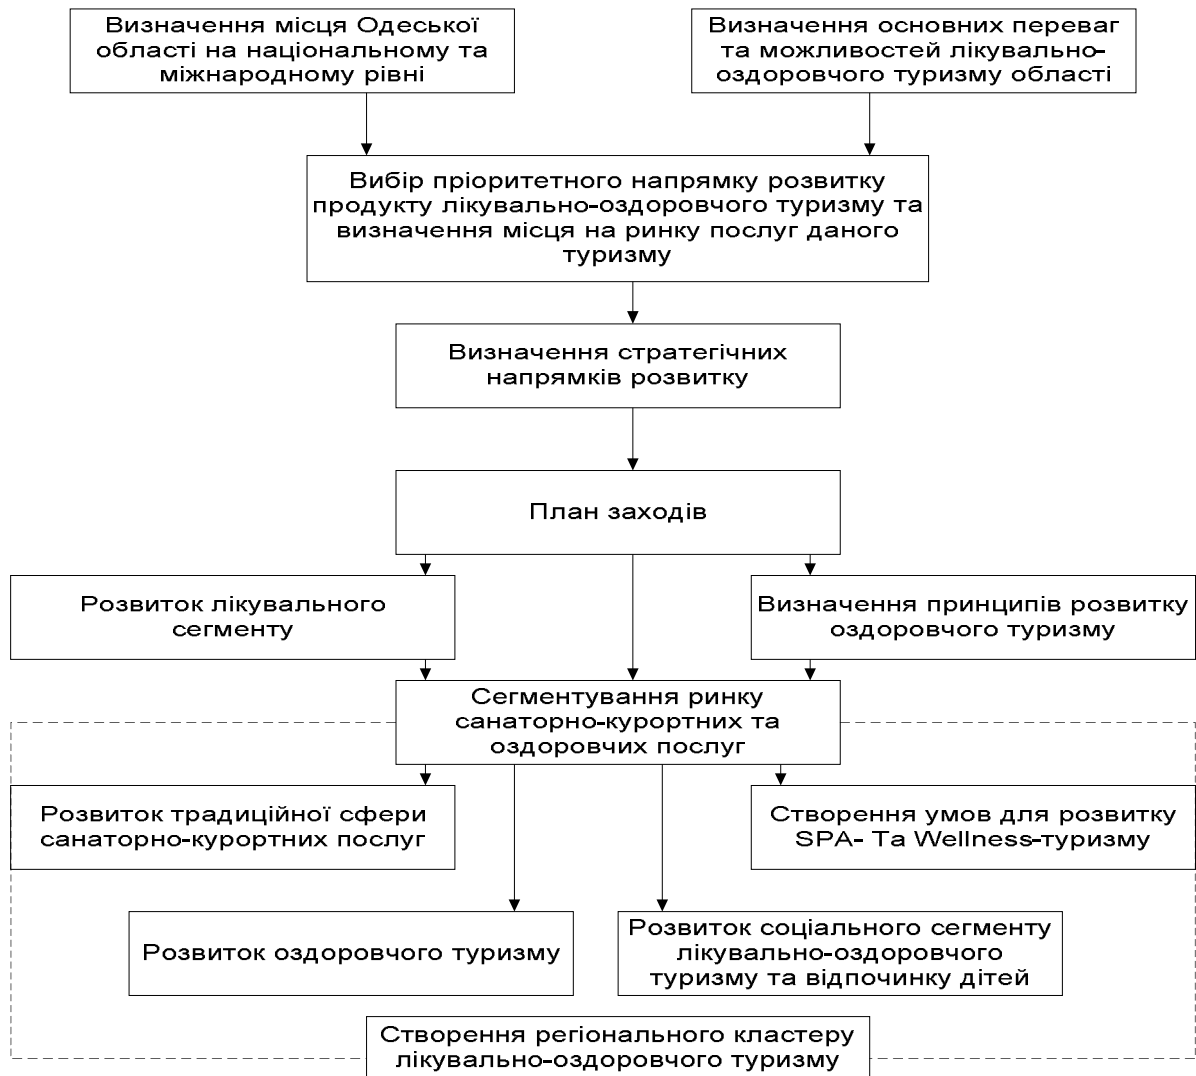 Визначення місця Одеської
області на національному та
міжнародному рівні
Визначення основних переваг
та можливостей лікувально-
оздоровчого туризму області
Вибір пріоритетного напрямку розвитку
продукту лікувально-оздоровчого туризму та
визначення місця на ринку послуг даного
туризму
Визначення стратегічних
напрямків розвитку
План заходів
Розвиток лікувального
сегменту
Визначення принципів розвитку
оздоровчого туризму
Сегментування ринку
санаторно-курортних та
оздоровчих послуг
Розвиток традиційної сфери
санаторно-курортних послуг
Створення умов для розвитку
SPA- Та Wellness-туризму
Розвиток оздоровчого туризму
Розвиток соціального сегменту
лікувально-оздоровчого
туризму та відпочинку дітей
Створення регіонального кластеру
лікувально-оздоровчого туризму